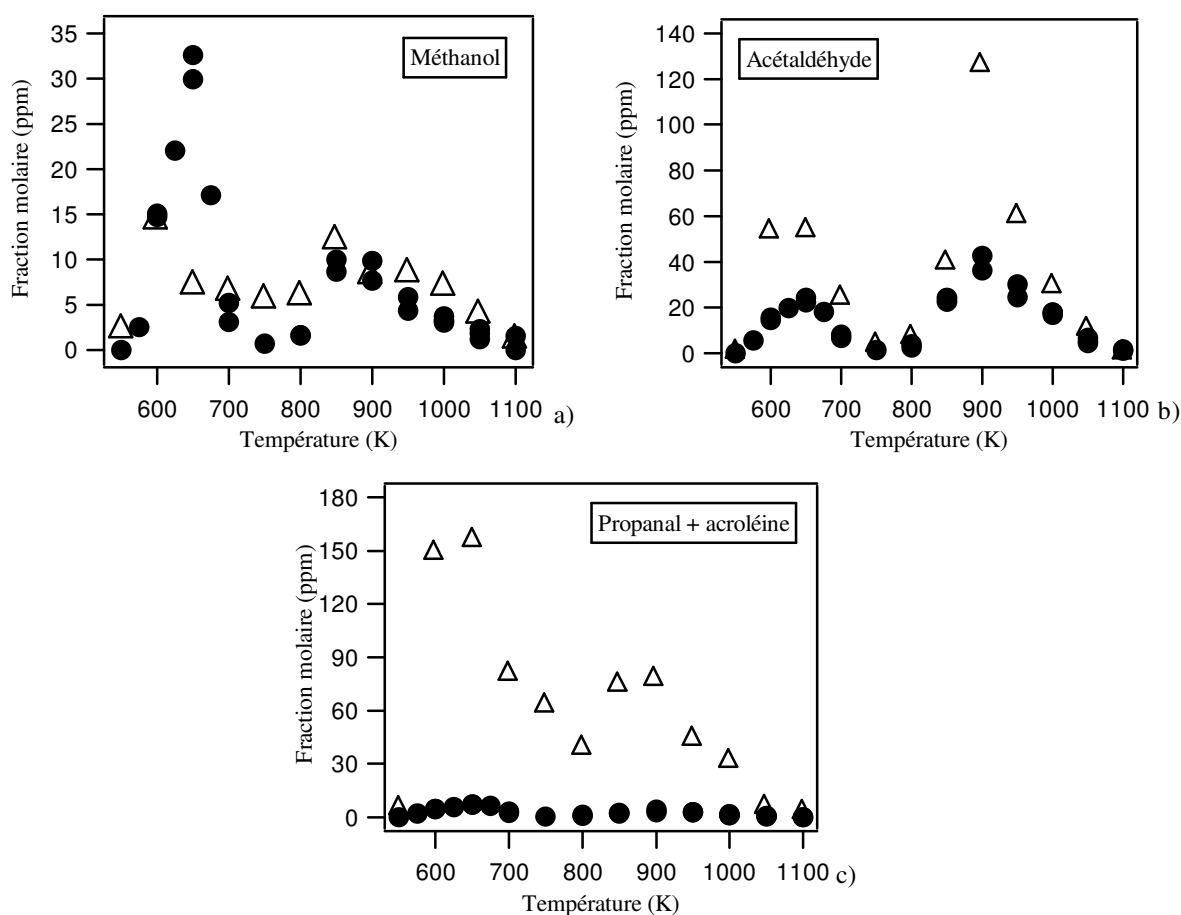 Fraction molaire (ppm)
35
30
25
20
15
10
5
0
Méthanol
600 700 800 900 1000 1100
Température (K)
a)
Fraction molaire (ppm)
140
120
100
80
60
40
20
0
Acétaldéhyde
600 700 800 900 1000 1100
Température (K)
b)
Fraction molaire (ppm)
180
150
120
90
60
30
0
Propanal + acroléine
600 700 800 900 1000 1100
Température (K)
c)